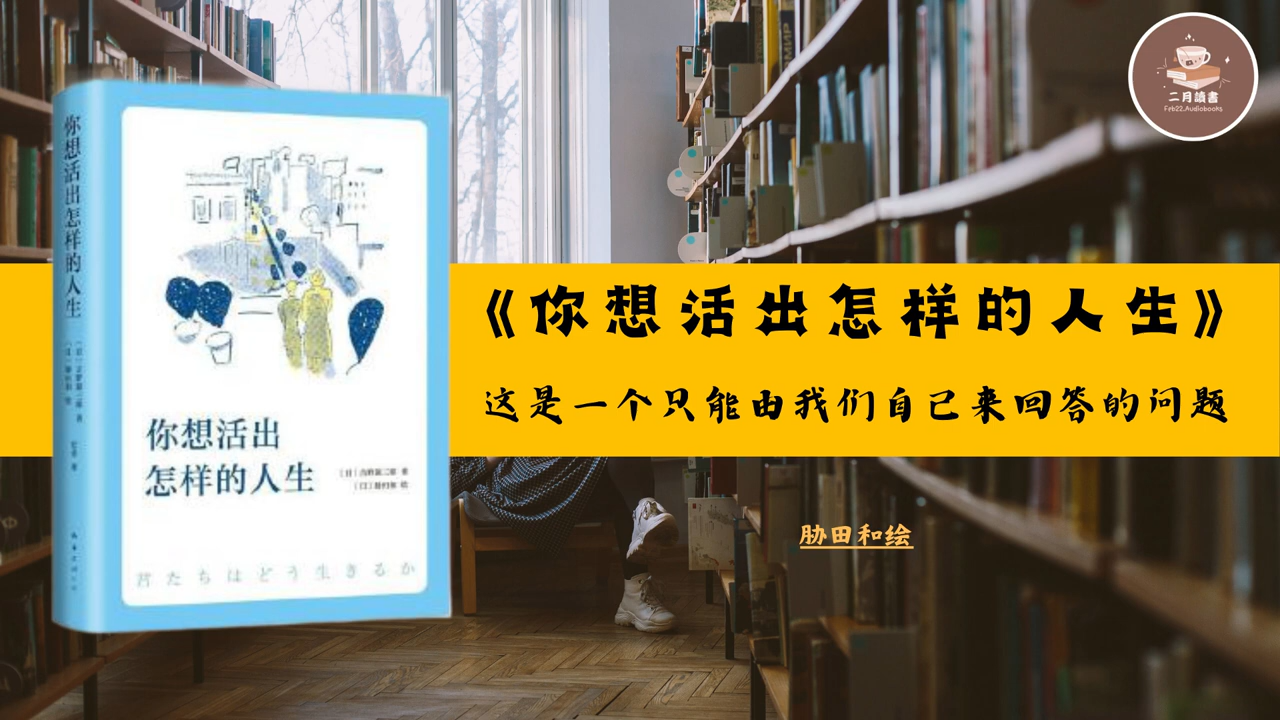 二月讀書
Feb22.Audiobooks
你想活出怎样的人生
《你想活出怎样的人生》
这是一个只能由我们自己来回答的问题
你想活出
怎样的人生
君たちはどう生きるか
胁田和绘